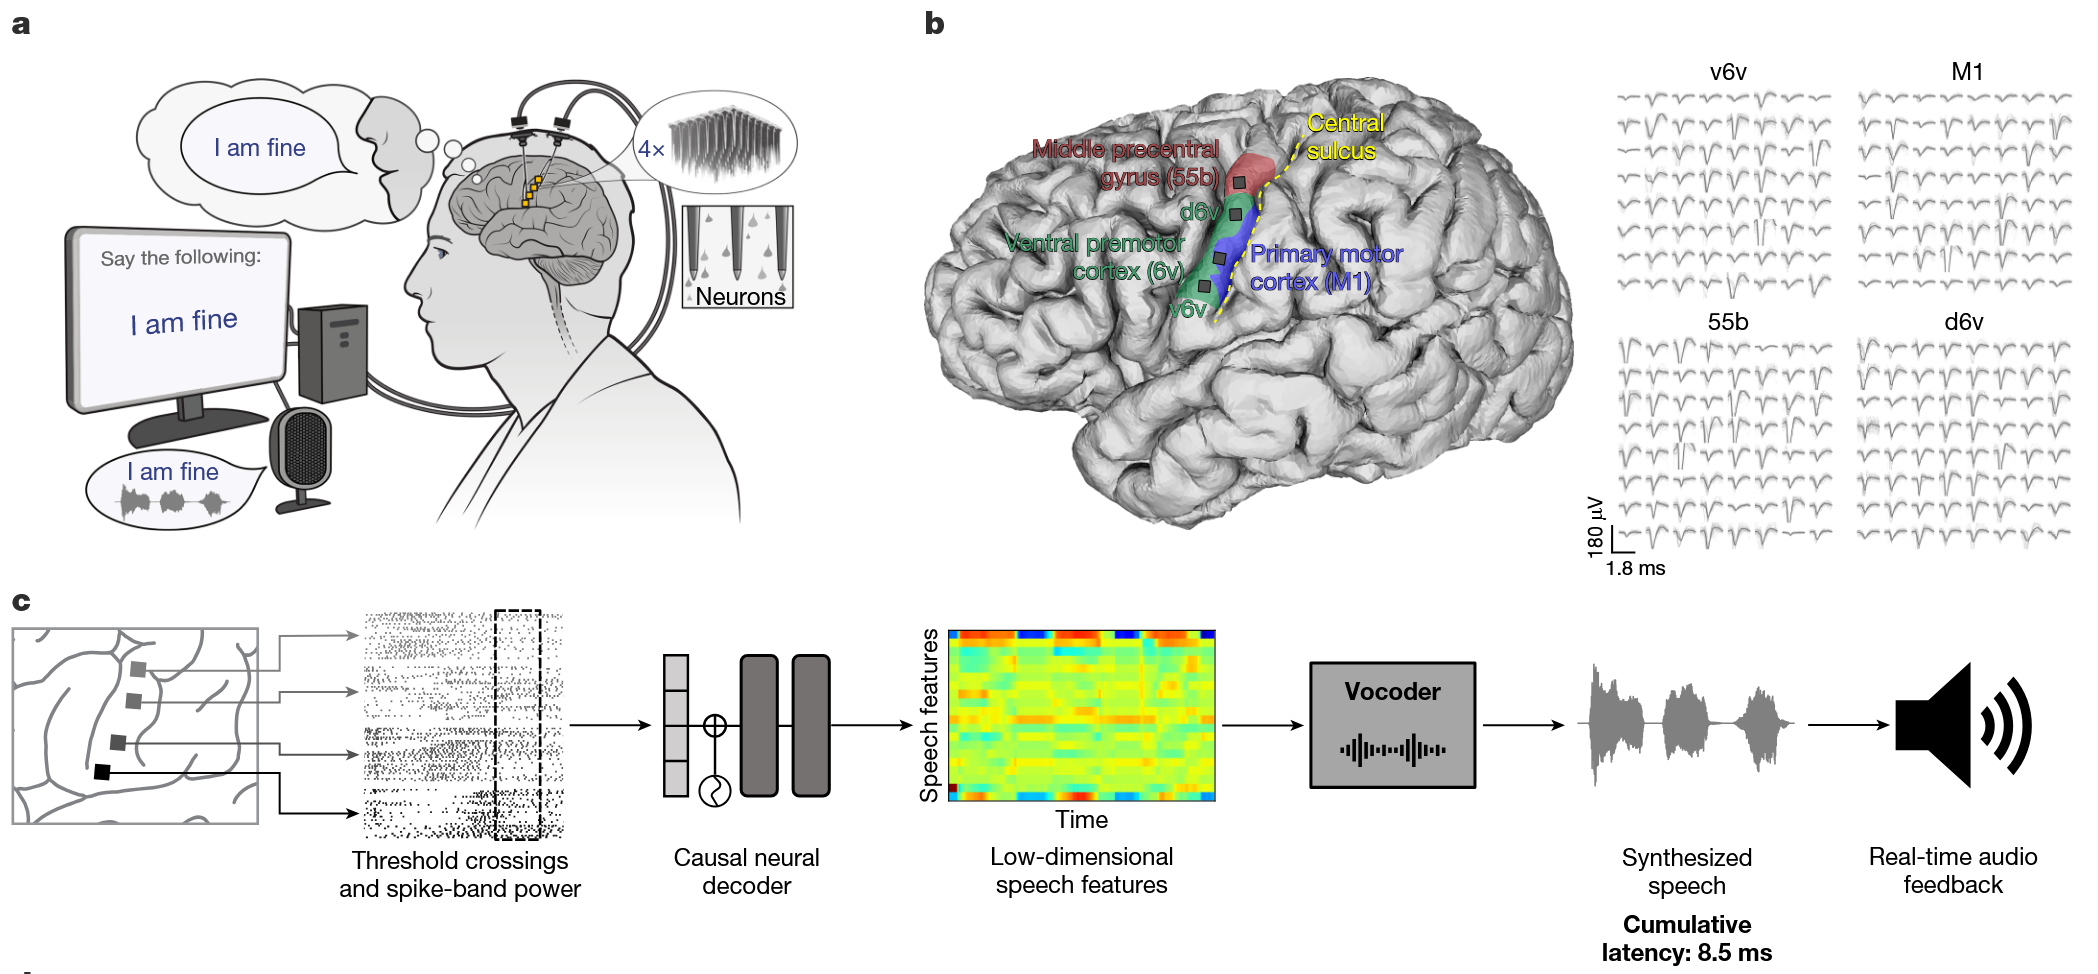 a
I am fine
4×
Say the following:
I am fine
Neurons
I am fine
b
Central
sulcus
Middle precentral
gyrus (55b)
d6v
Ventral premotor
cortex (6v)
Primary motor
cortex (M1)
v6v
v6v
M1
55b
d6v
180 µV
1.8 ms
c
Threshold crossings
and spike-band power
Causal neural
decoder
Speech features
Time
Low-dimensional
speech features
Vocoder
Synthesized
speech
Cumulative
latency: 8.5 ms
Real-time audio
feedback